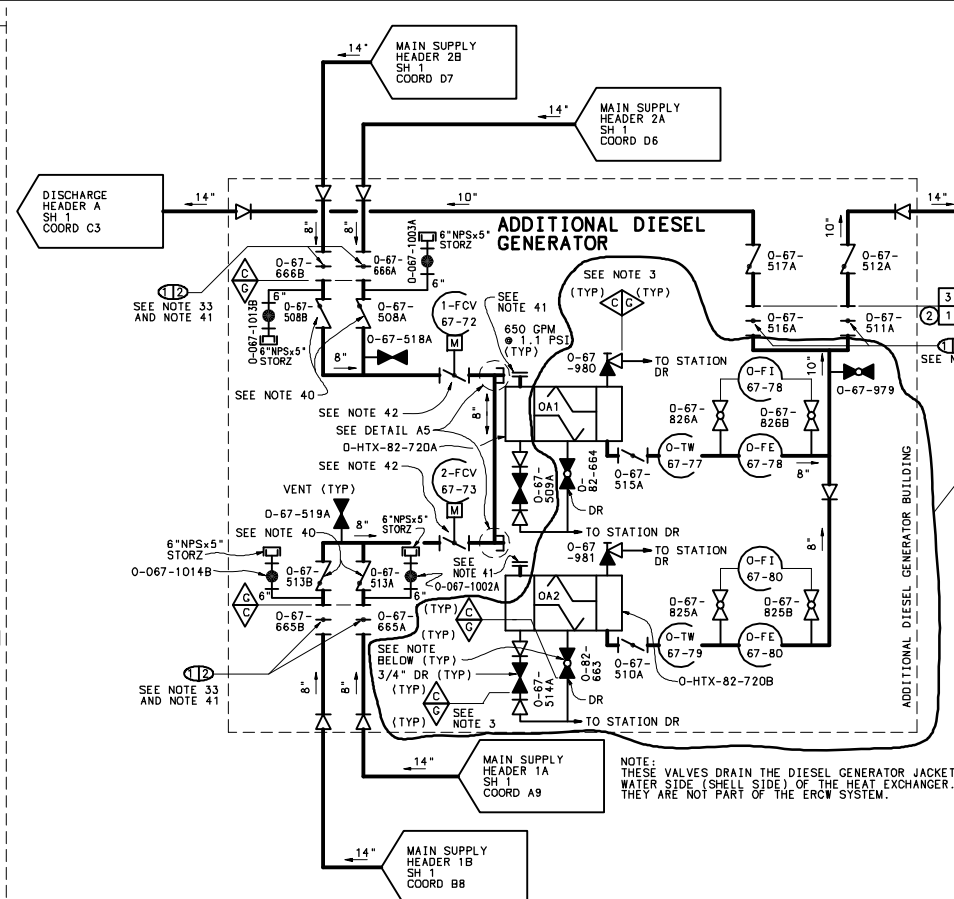 14"
MAIN SUPPLY
HEADER 2B
SH 1
COORD D7
14"
MAIN SUPPLY
HEADER 2A
SH 1
COORD D6
DISCHARGE
HEADER A
SH 1
COORD C3
14"
10"
14"
8"
8"
0-067-1003A
6"NPSx5"
STORZ
6"
ADDITIONAL DIESEL
GENERATOR
10"
0-67-
517A
0-67-
512A
0-67-
666B
0-67-
666A
C
G
1 2
SEE NOTE 33
AND NOTE 41
6"
0-067-1013B
6"NPSx5"
STORZ
0-67-
508B
0-67-
508A
0-67-518A
8"
SEE NOTE 40
1-FCV
67-72
M
SEE
NOTE 41
650 GPM
@ 1.1 PSI
(TYP)
SEE NOTE 3
(TYP)
C G
(TYP)
0-67
-980
TO STATION
DR
0-67-
516A
0-67-
511A
3
2
1
1
SEE N
10"
0-67-979
0-FI
67-78
0-67-
826A
0-67-
826B
SEE NOTE 42
SEE DETAIL A5
0-HTX-82-720A
8"
OA1
0-TW
67-77
0-FE
67-78
8"
SEE NOTE 42
2-FCV
67-73
M
0-67-
509A
0-
82-664
0-67-
515A
DR
TO STATION DR
VENT (TYP)
0-67-519A
8"
SEE NOTE 40
6"NPSx5"
STORZ
6"NPSx5"
STORZ
0-067-1014B
6"
0-67-
513B
0-67-
513A
6"
0-067-1002A
SEE
NOTE 41
0-67
-981
TO STATION
DR
0-FI
67-80
8"
0-67-
825A
0-67-
825B
OA2
G
C
0-67-
665B
0-67-
665A
(TYP)
C
G
(TYP)
0-TW
67-79
0-FE
67-80
SEE NOTE
BELOW (TYP)
3/4" DR (TYP)
(TYP)
C
G
(TYP)
SEE
NOTE 3
0-67-
514A
0-82-
663
0-67-
510A
0-HTX-82-720B
DR
TO STATION DR
1 2
SEE NOTE 33
AND NOTE 41
8"
8"
ADDITIONAL DIESEL GENERATOR BUILDING
14"
MAIN SUPPLY
HEADER 1A
SH 1
COORD A9
NOTE:
THESE VALVES DRAIN THE DIESEL GENERATOR JACKET
WATER SIDE (SHELL SIDE) OF THE HEAT EXCHANGER.
THEY ARE NOT PART OF THE ERCW SYSTEM.
14"
MAIN SUPPLY
HEADER 1B
SH 1
COORD B8